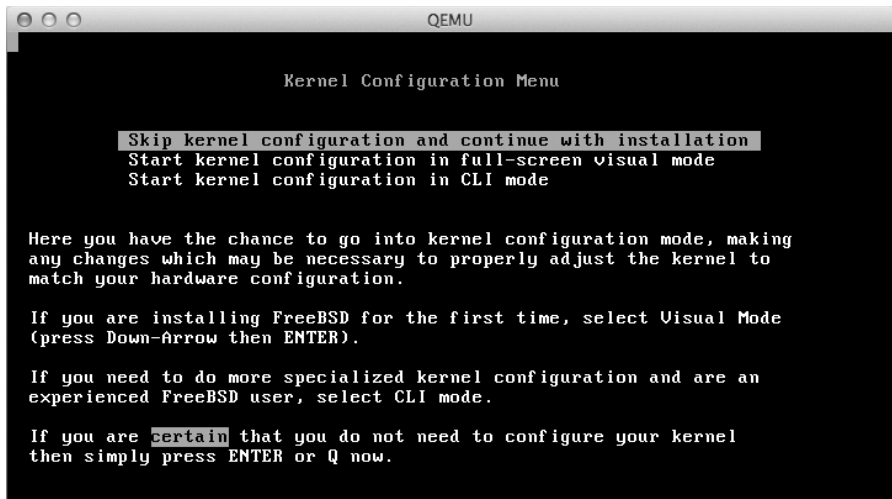 QEMU
Kernel Configuration Menu
Skip kernel configuration and continue with installation
Start kernel configuration in full-screen visual mode
Start kernel configuration in CLI mode
Here you have the chance to go into kernel configuration mode, making
any changes which may be necessary to properly adjust the kernel to
match your hardware configuration.
If you are installing FreeBSD for the first time, select Visual Mode
(press Down-Arrow then ENTER).
If you need to do more specialized kernel configuration and are an
experienced FreeBSD user, select CLI mode.
If you are certain that you do not need to configure your kernel
then simply press ENTER or Q now.